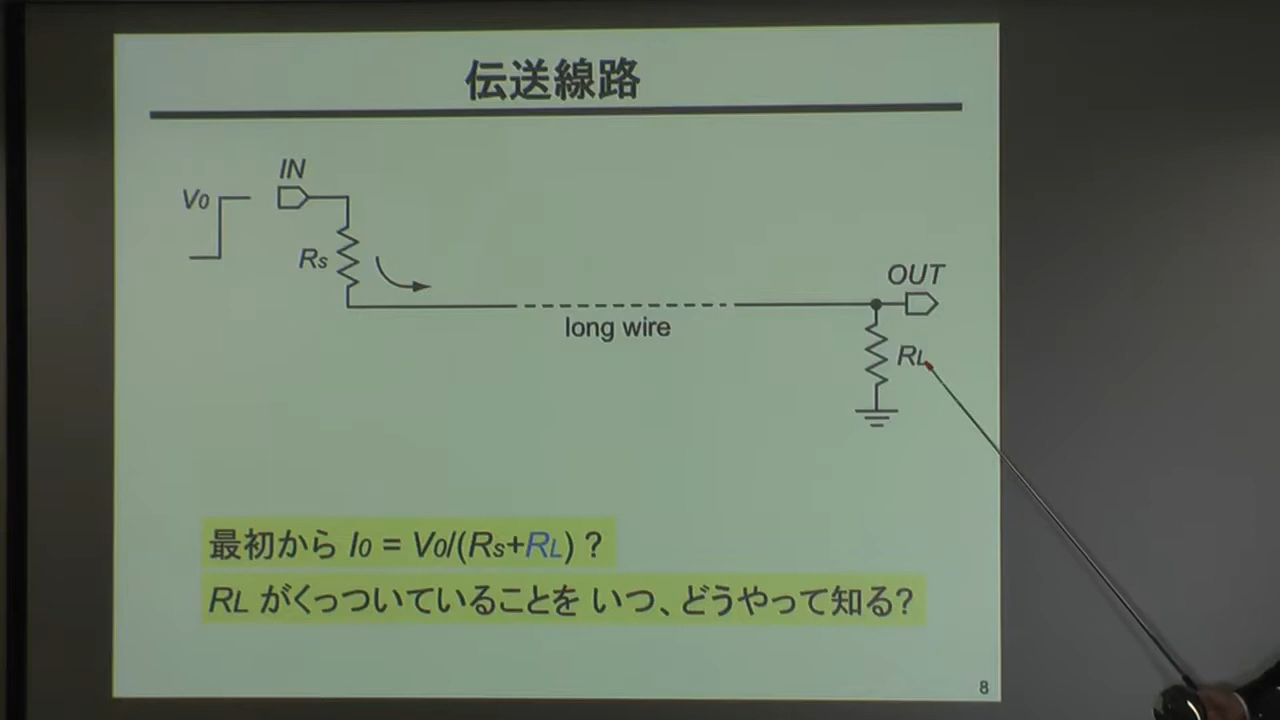 伝送線路
IN
V0
Rs
OUT
long wire
RL
最初から I0 = V0/(Rs+RL) ?
RL がくっついていることを いつ、どうやって知る?
8